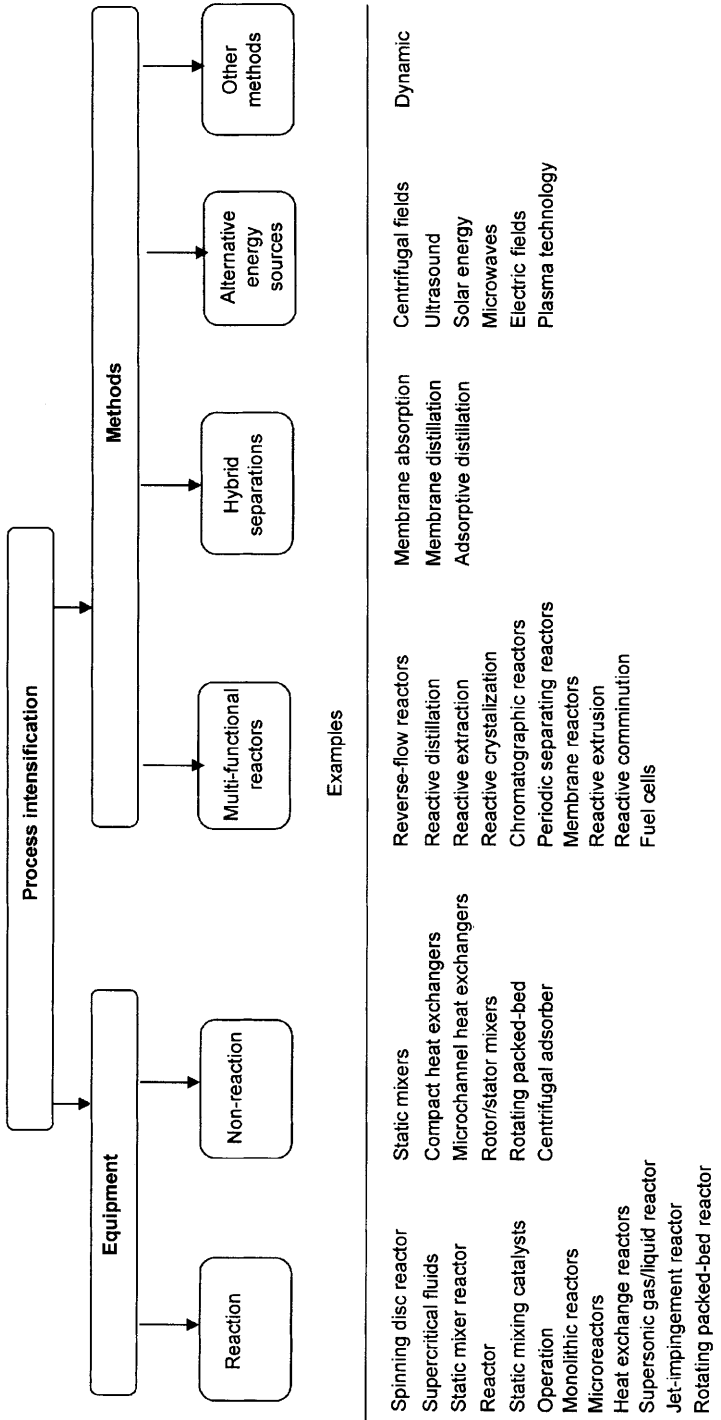 Process intensification
Equipment
Methods
Reaction
Non-reaction
Multi-functional
reactors
Hybrid
separations
Alternative
energy
sources
Other
methods
Examples
Spinning disc reactor
Supercritical fluids
Static mixer reactor
Reactor
Static mixing catalysts
Operation
Monolithic reactors
Microreactors
Heat exchange reactors
Supersonic gas/liquid reactor
Jet-impingement reactor
Rotating packed-bed reactor
Static mixers
Compact heat exchangers
Microchannel heat exchangers
Rotor/stator mixers
Rotating packed-bed
Centrifugal adsorber
Reverse-flow reactors
Reactive distillation
Reactive extraction
Reactive crystalization
Chromatographic reactors
Periodic separating reactors
Membrane reactors
Reactive extrusion
Reactive comminution
Fuel cells
Membrane absorption
Membrane distillation
Adsorptive distillation
Centrifugal fields
Ultrasound
Solar energy
Microwaves
Electric fields
Plasma technology
Dynamic